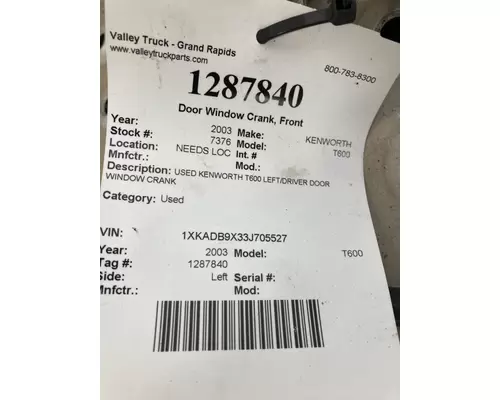 Valley Truck - Grand Rapids
www.valleytruckparts.com
800-783-8300
1287840
Door Window Crank, Front
Year: 2003 Make: KENWORTH
Stock #: 7376 Model: T600
Location: NEEDS LOC Int. #
Mnfctr.: Mod.:
Description: USED KENWORTH T600 LEFT/DRIVER DOOR
WINDOW CRANK
Category: Used
VIN: 1XKADB9X33J705527
Year: 2003 Model: T600
Tag #: 1287840
Side: Left Serial #:
Mnfctr.: Mod: